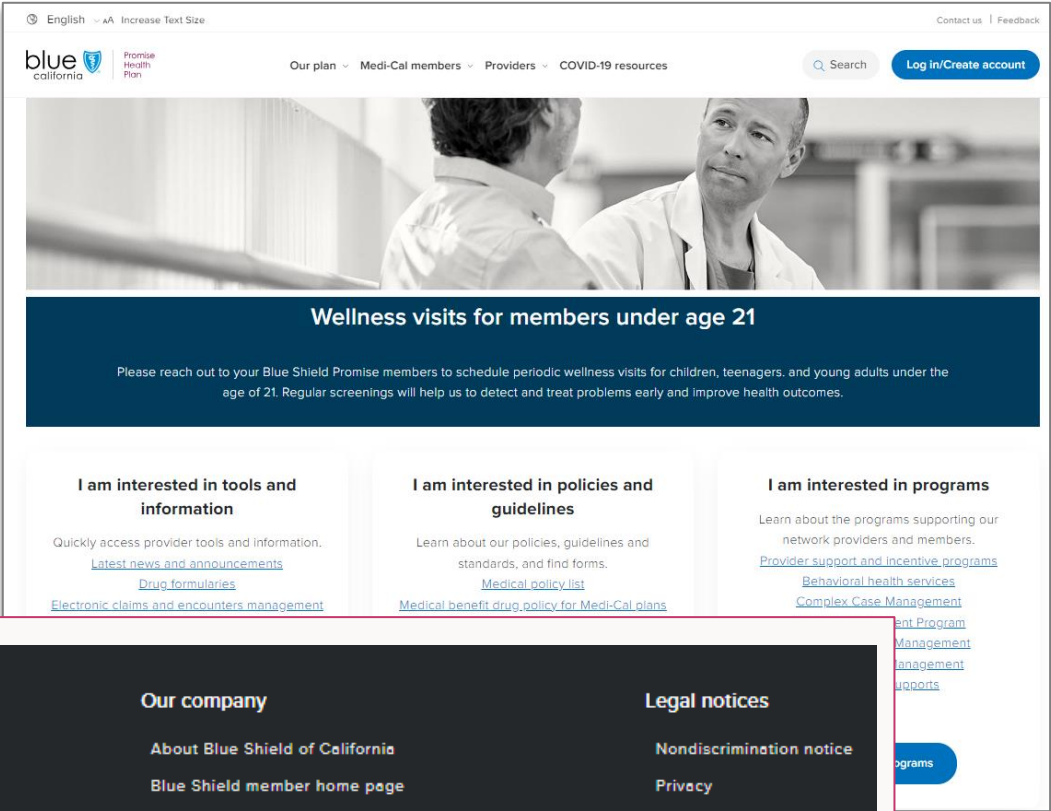 English
AA Increase Text Size
Contact us | Feedback
blue
california
Promise
Health
Plan
Our plan
Medi-Cal members
Providers
COVID-19 resources
Search
Log in/Create account
Wellness visits for members under age 21
Please reach out to your Blue Shield Promise members to schedule periodic wellness visits for children, teenagers. and young adults under the
age of 21. Regular screenings will help us to detect and treat problems early and improve health outcomes.
I am interested in tools and
information
Quickly access provider tools and information.
Latest news and announcements
Drug formularies
Electronic claims and encounters management
I am interested in policies and
guidelines
Learn about our policies, guidelines and
standards, and find forms.
Medical policy list
Medical benefit drug policy for Medi-Cal plans
I am interested in programs
Learn about the programs supporting our
network providers and members.
Provider support and incentive programs
Behavioral health services
Complex Case Management
ent Program
Management
anagement
upports
ograms
Our company
About Blue Shield of California
Blue Shield member home page
Legal notices
Nondiscrimination notice
Privacy